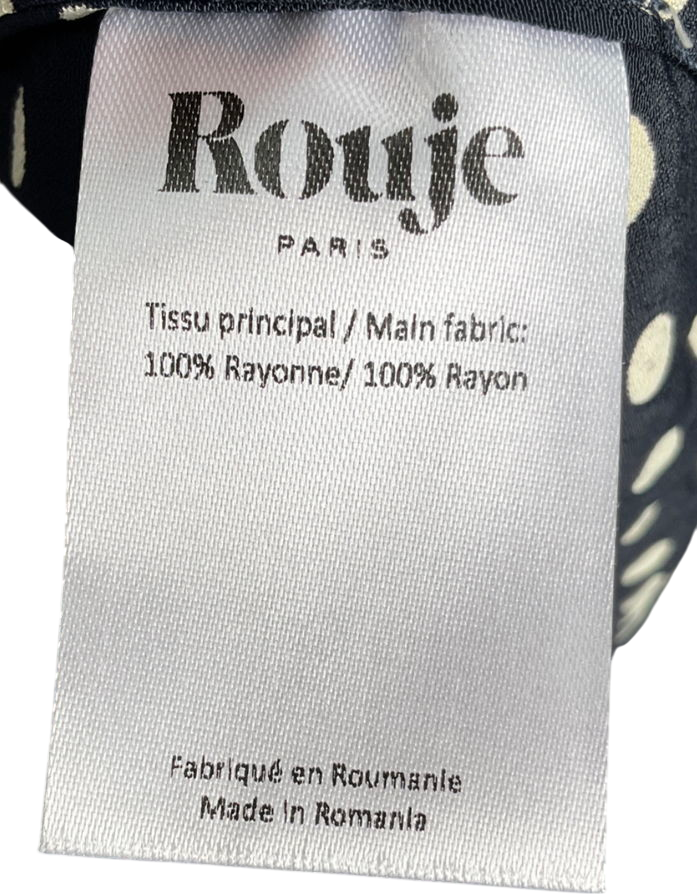 Rouje
PARIS
Tissu principal / Main fabric:
100% Rayonne/ 100% Rayon
Fabriqué en Roumanie
Made in Romania